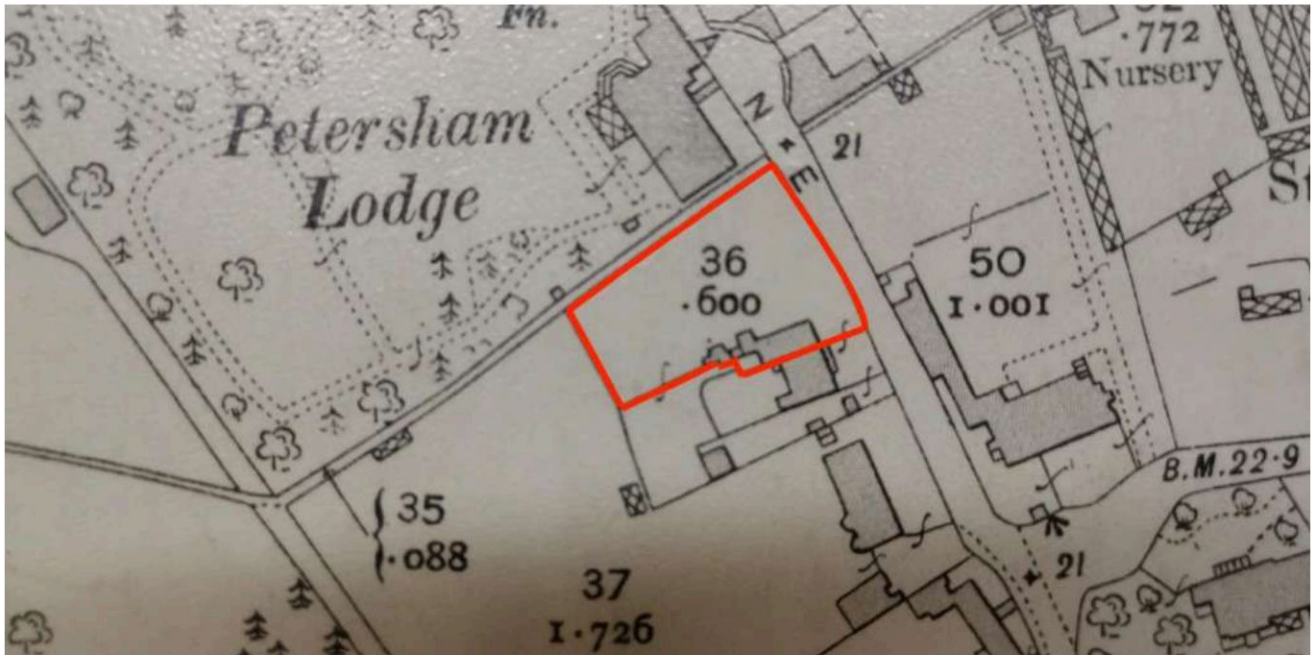 Fn.
.772
Nursery
Petersham
Lodge
N
E
21
36
.600
50
1.001
B.M.22.9
35
.088
37
1.726
21